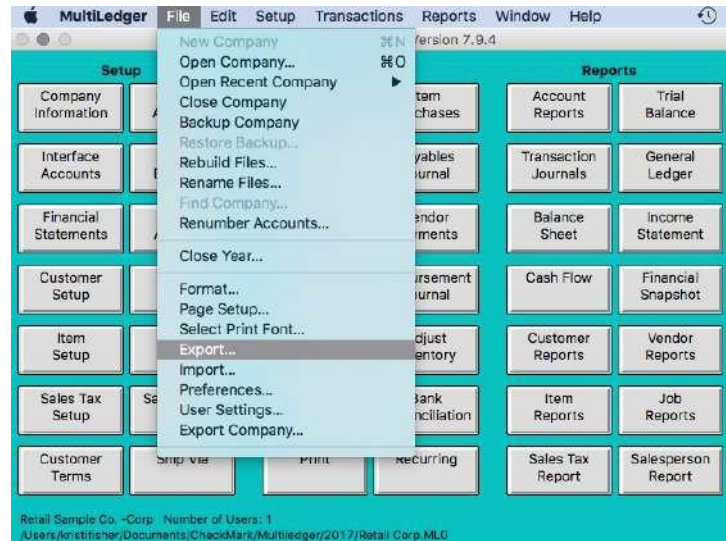 MultiLedger File Edit Setup Transactions Reports Window Help
Version 7.9.4
New Company ⌘N
Open Company... ⌘O
Open Recent Company ▶
Close Company
Backup Company
Restore Backup...
Rebuild Files...
Rename Files...
Find Company...
Renumber Accounts...
Close Year...
Format...
Page Setup...
Select Print Font...
Export...
Import...
Preferences...
User Settings...
Export Company...
Setup
Company
Information
Interface
Accounts
Financial
Statements
Customer
Setup
Item
Setup
Sales Tax
Setup
Customer
Terms
Ship Via
Print
Recurring
Reports
Account
Reports
Trial
Balance
Transaction
Journals
General
Ledger
Balance
Sheet
Income
Statement
Cash Flow
Financial
Snapshot
Customer
Reports
Vendor
Reports
Item
Reports
Job
Reports
Sales Tax
Report
Salesperson
Report
Retail Sample Co. -Corp Number of Users: 1
/Users/kristifisher/Documents/CheckMark/Multiledger/2017/Retail Corp.MLG